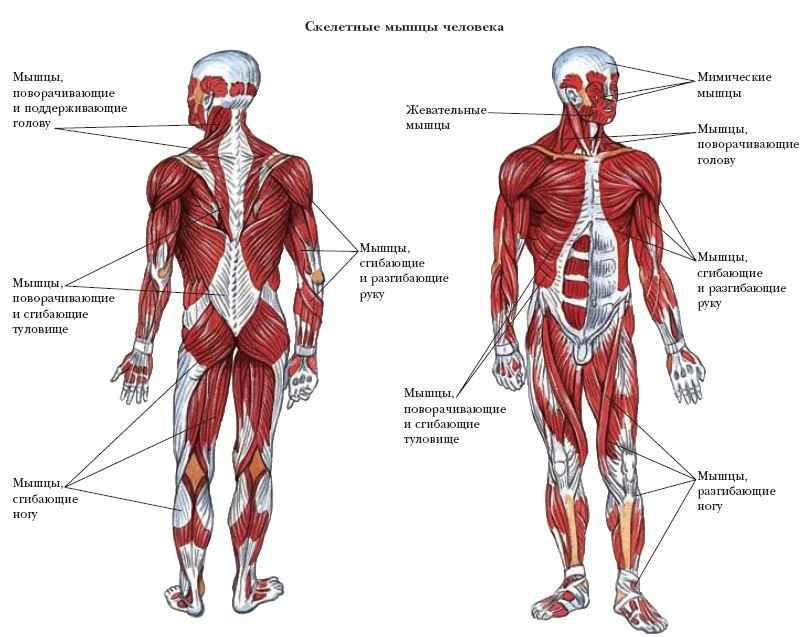 Скелетные мышцы человека
Мышцы,
поворачивающие
и поддерживающие
голову
Мышцы,
поворачивающие
и сгибающие
туловище
Мышцы,
сгибающие
ногу
Мышцы,
сгибающие
и разгибающие
руку
Жевательные
мышцы
Мышцы,
поворачивающие
и сгибающие
туловище
Мимические
мышцы
Мышцы,
поворачивающие
голову
Мышцы,
сгибающие
и разгибающие
руку
Мышцы,
разгибающие
ногу